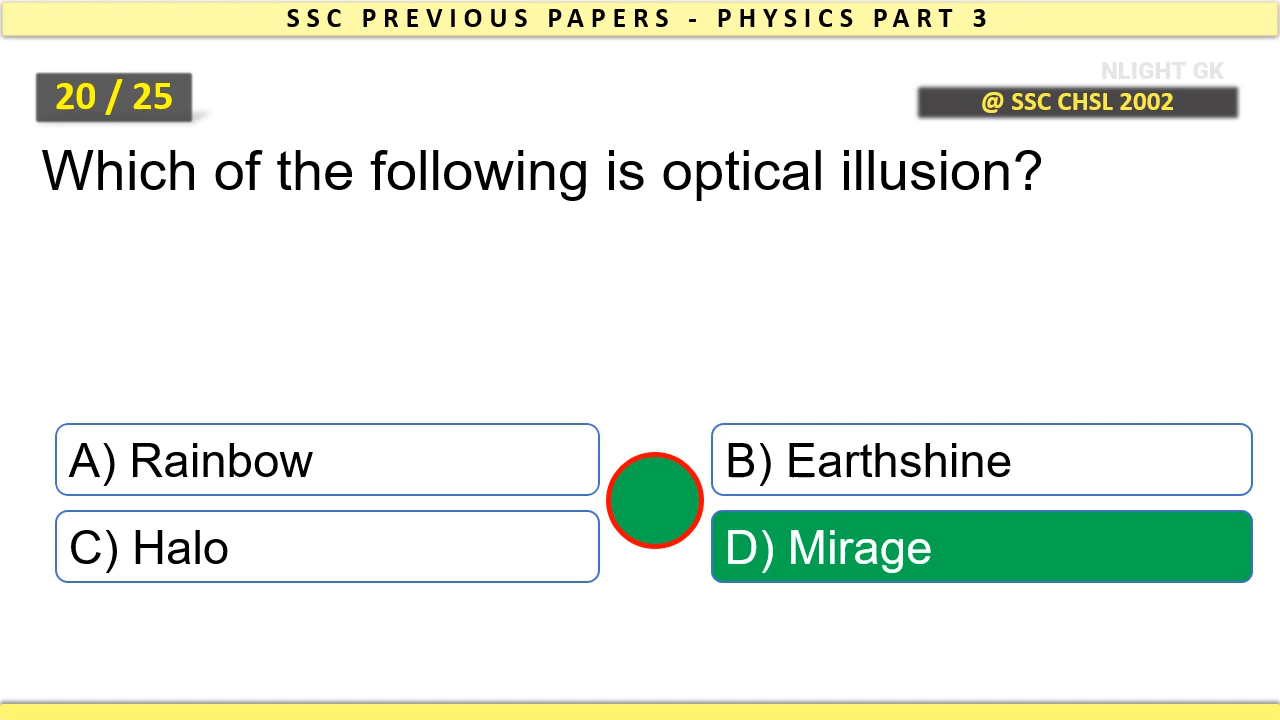 SSC PREVIOUS PAPERS - PHYSICS PART 3
NLIGHT GK
20 / 25
@ SSC CHSL 2002
Which of the following is optical illusion?
A) Rainbow
B) Earthshine
C) Halo
D) Mirage